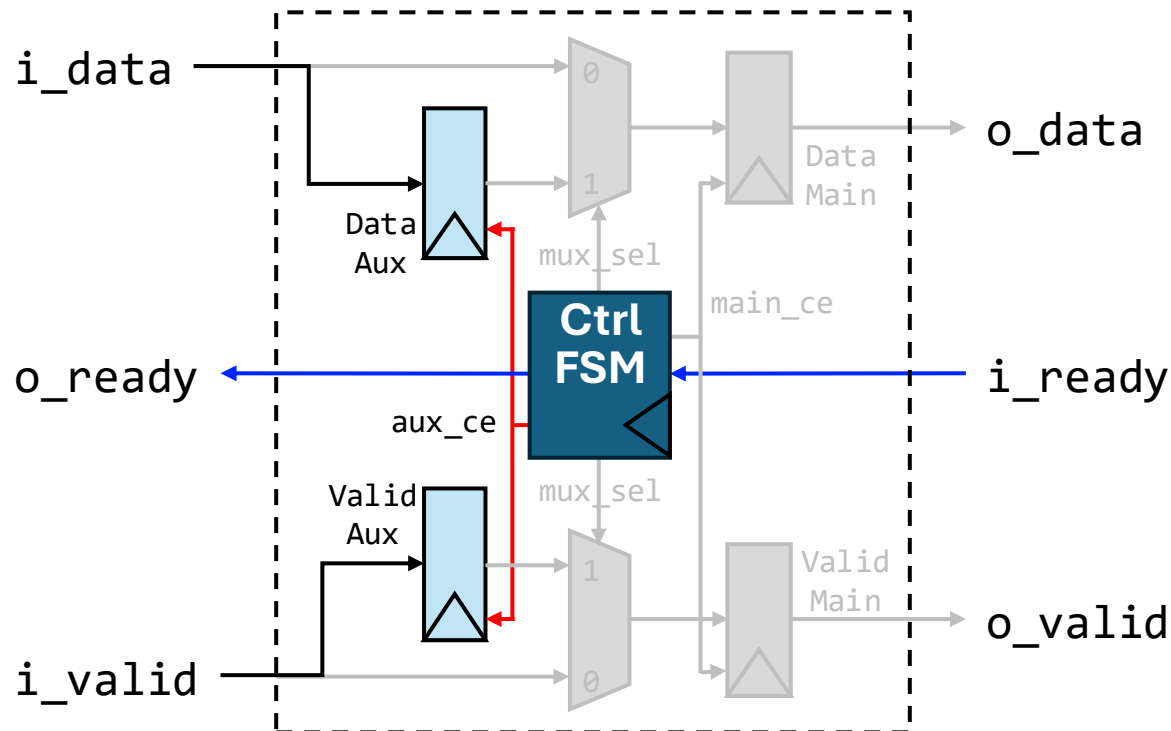 i_data
0
o_data
Data
Main
1
Data
Aux
mux_sel
Ctrl
FSM
main_ce
o_ready
i_ready
aux_ce
Valid
Aux
mux_sel
1
Valid
Main
o_valid
i_valid
0